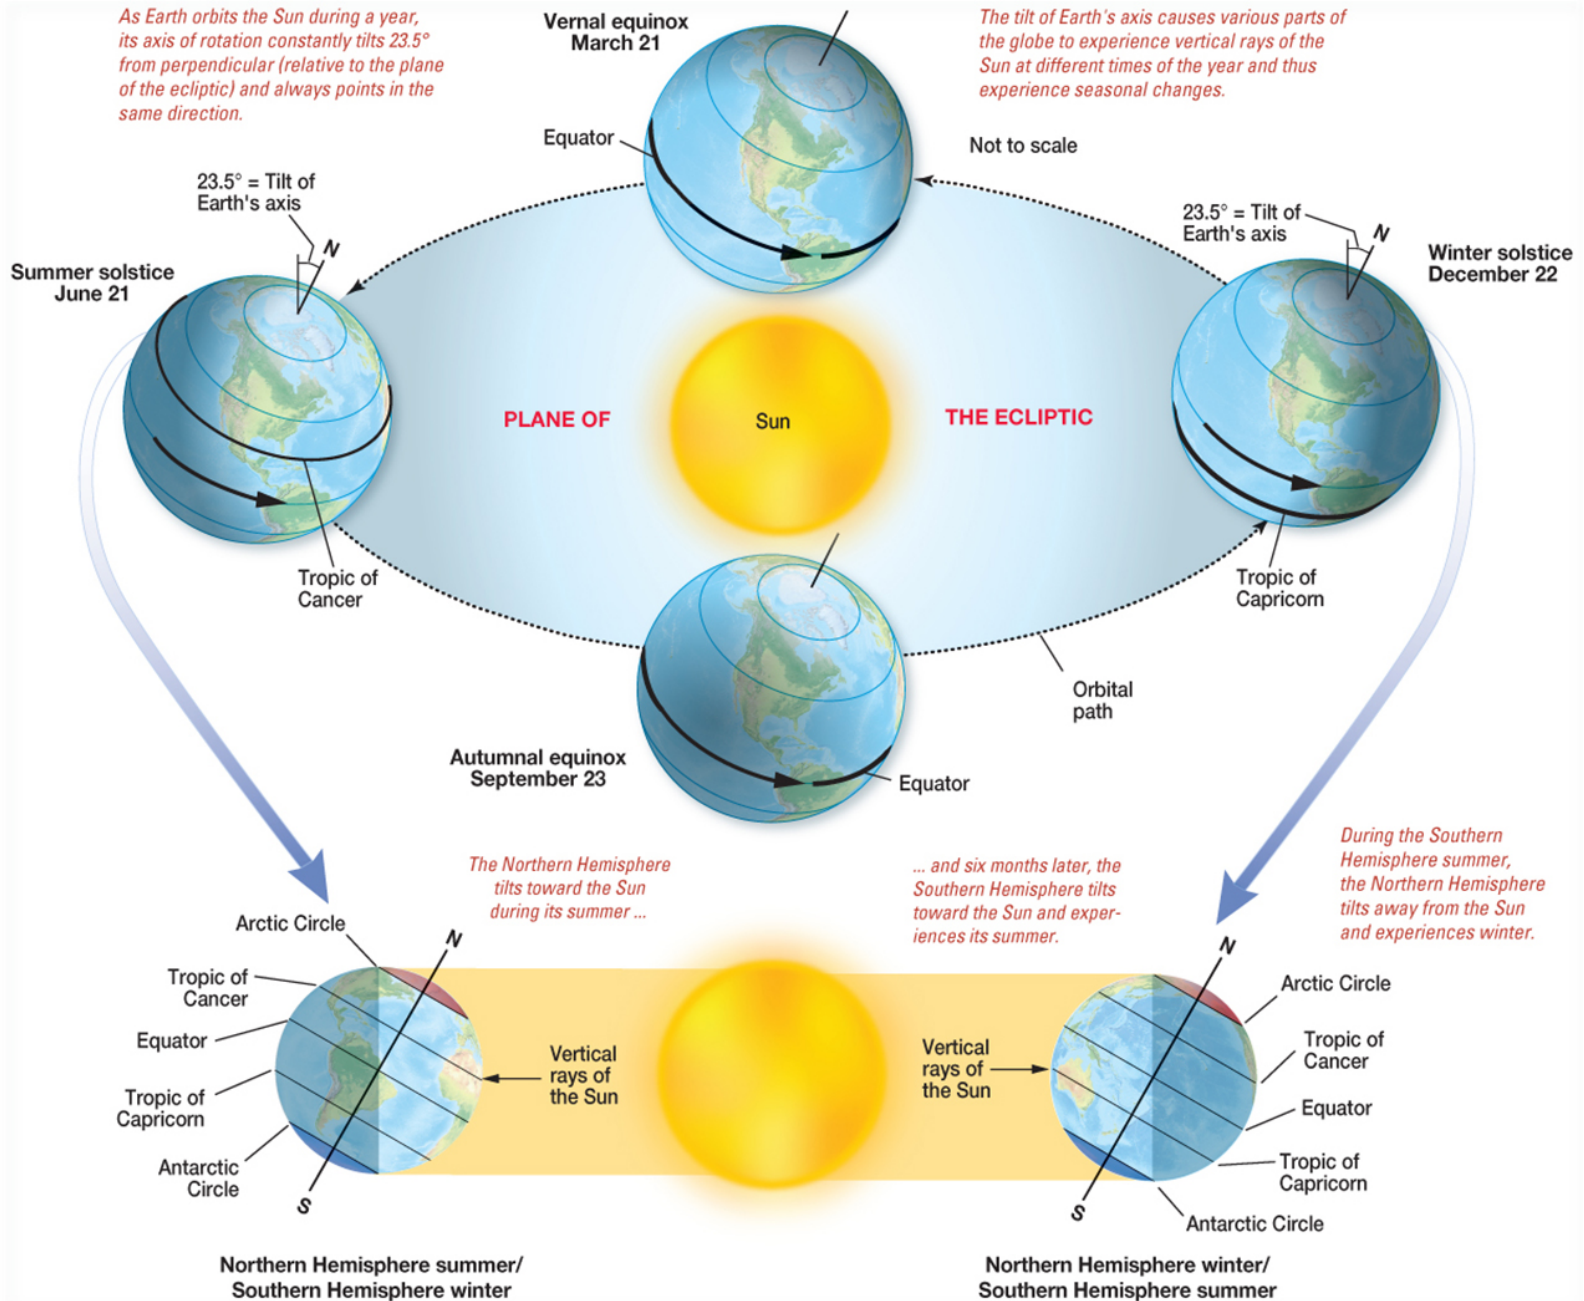 As Earth orbits the Sun during a year,
its axis of rotation constantly tilts 23.5°
from perpendicular (relative to the plane
of the ecliptic) and always points in the
same direction.
Vernal equinox
March 21
The tilt of Earth's axis causes various parts of
the globe to experience vertical rays of the
Sun at different times of the year and thus
experience seasonal changes.
Equator
Not to scale
23.5° = Tilt of
Earth's axis
N
Summer solstice
June 21
23.5° = Tilt of
Earth's axis
N
Winter solstice
December 22
PLANE OF
Sun
THE ECLIPTIC
Tropic of
Cancer
Tropic of
Capricorn
Orbital
path
Autumnal equinox
September 23
Equator
The Northern Hemisphere
tilts toward the Sun
during its summer ...
... and six months later, the
Southern Hemisphere tilts
toward the Sun and exper-
iences its summer.
During the Southern
Hemisphere summer,
the Northern Hemisphere
tilts away from the Sun
and experiences winter.
Arctic Circle
N
Tropic of
Cancer
Equator
Tropic of
Capricorn
Antarctic
Circle
S
Vertical
rays of
the Sun
Vertical
rays of
the Sun
N
Arctic Circle
Tropic of
Cancer
Equator
Tropic of
Capricorn
Antarctic Circle
S
Northern Hemisphere summer/
Southern Hemisphere winter
Northern Hemisphere winter/
Southern Hemisphere summer